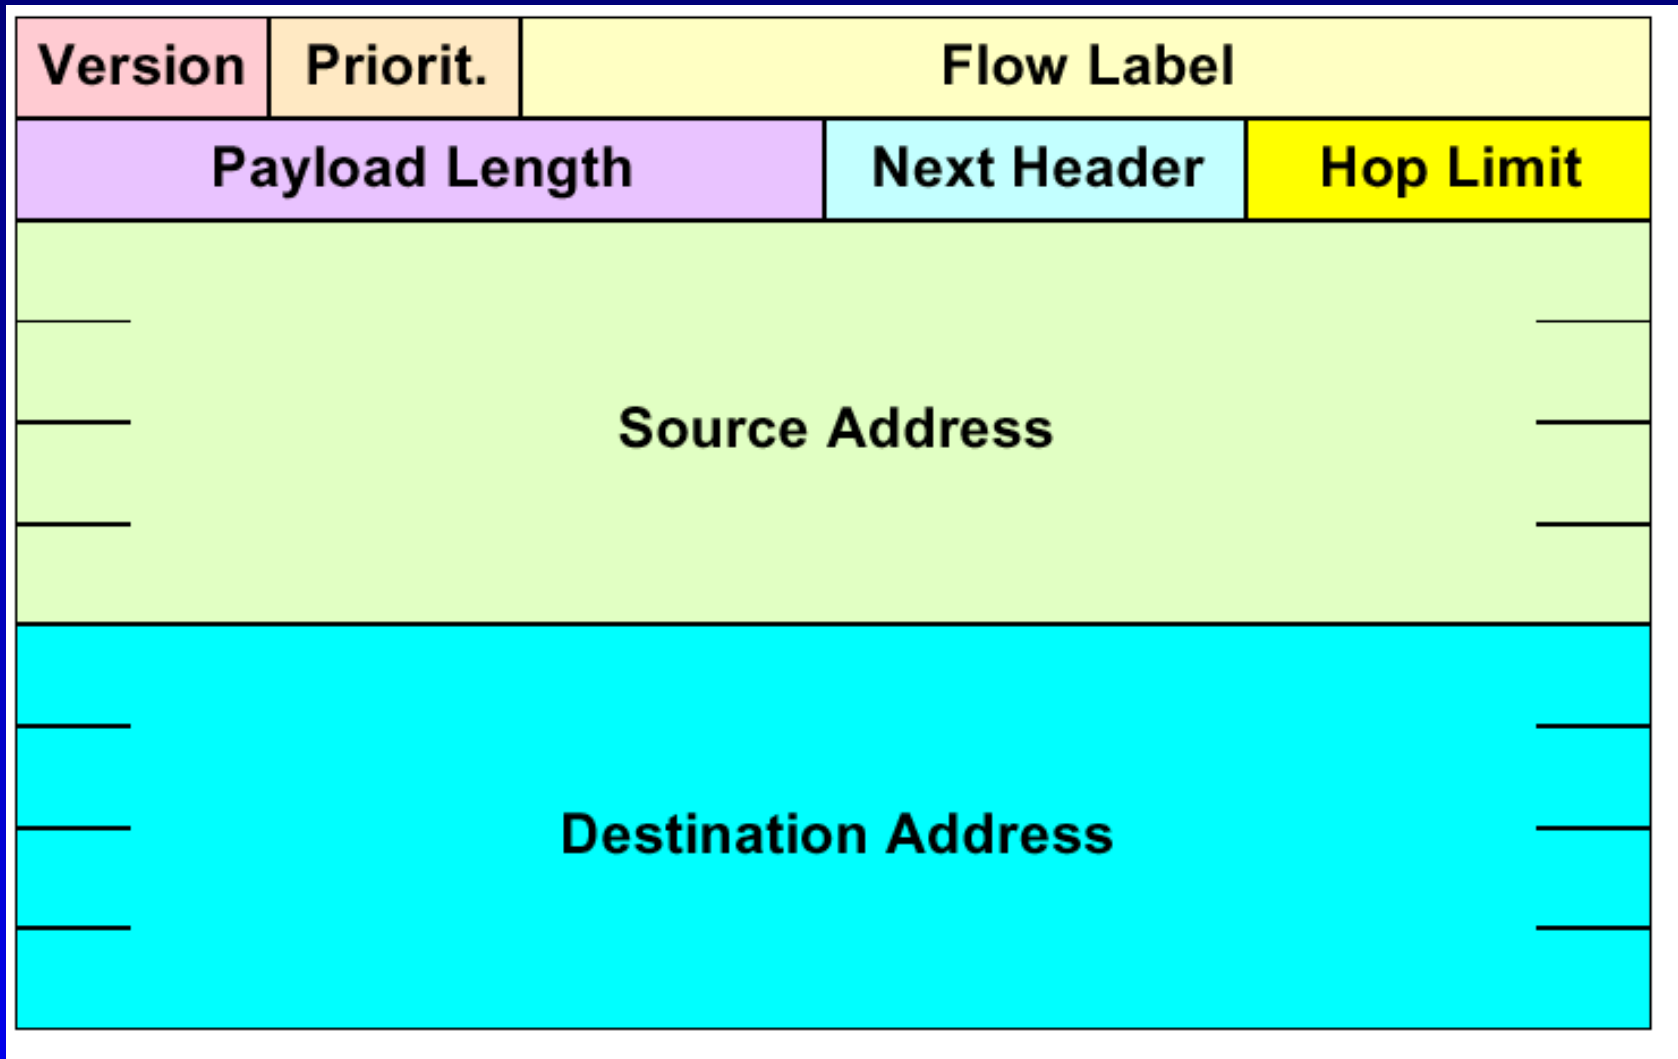 Version Priorit. Flow Label
Payload Length Next Header Hop Limit
Source Address
Destination Address